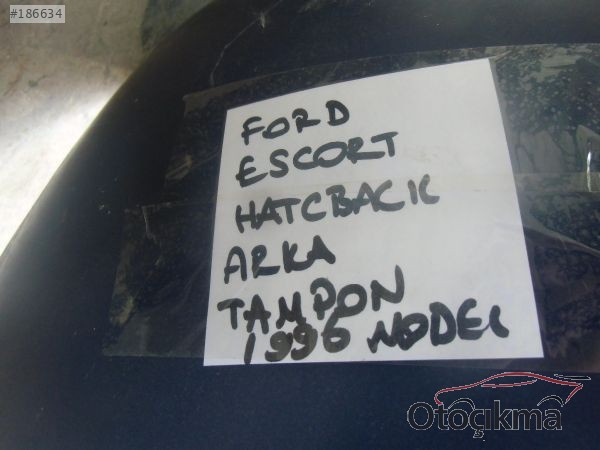 #186634
FORD
ESCORT
HATCBACK
ARKA
TAMPON
1996 MODEL
Otoçıkma